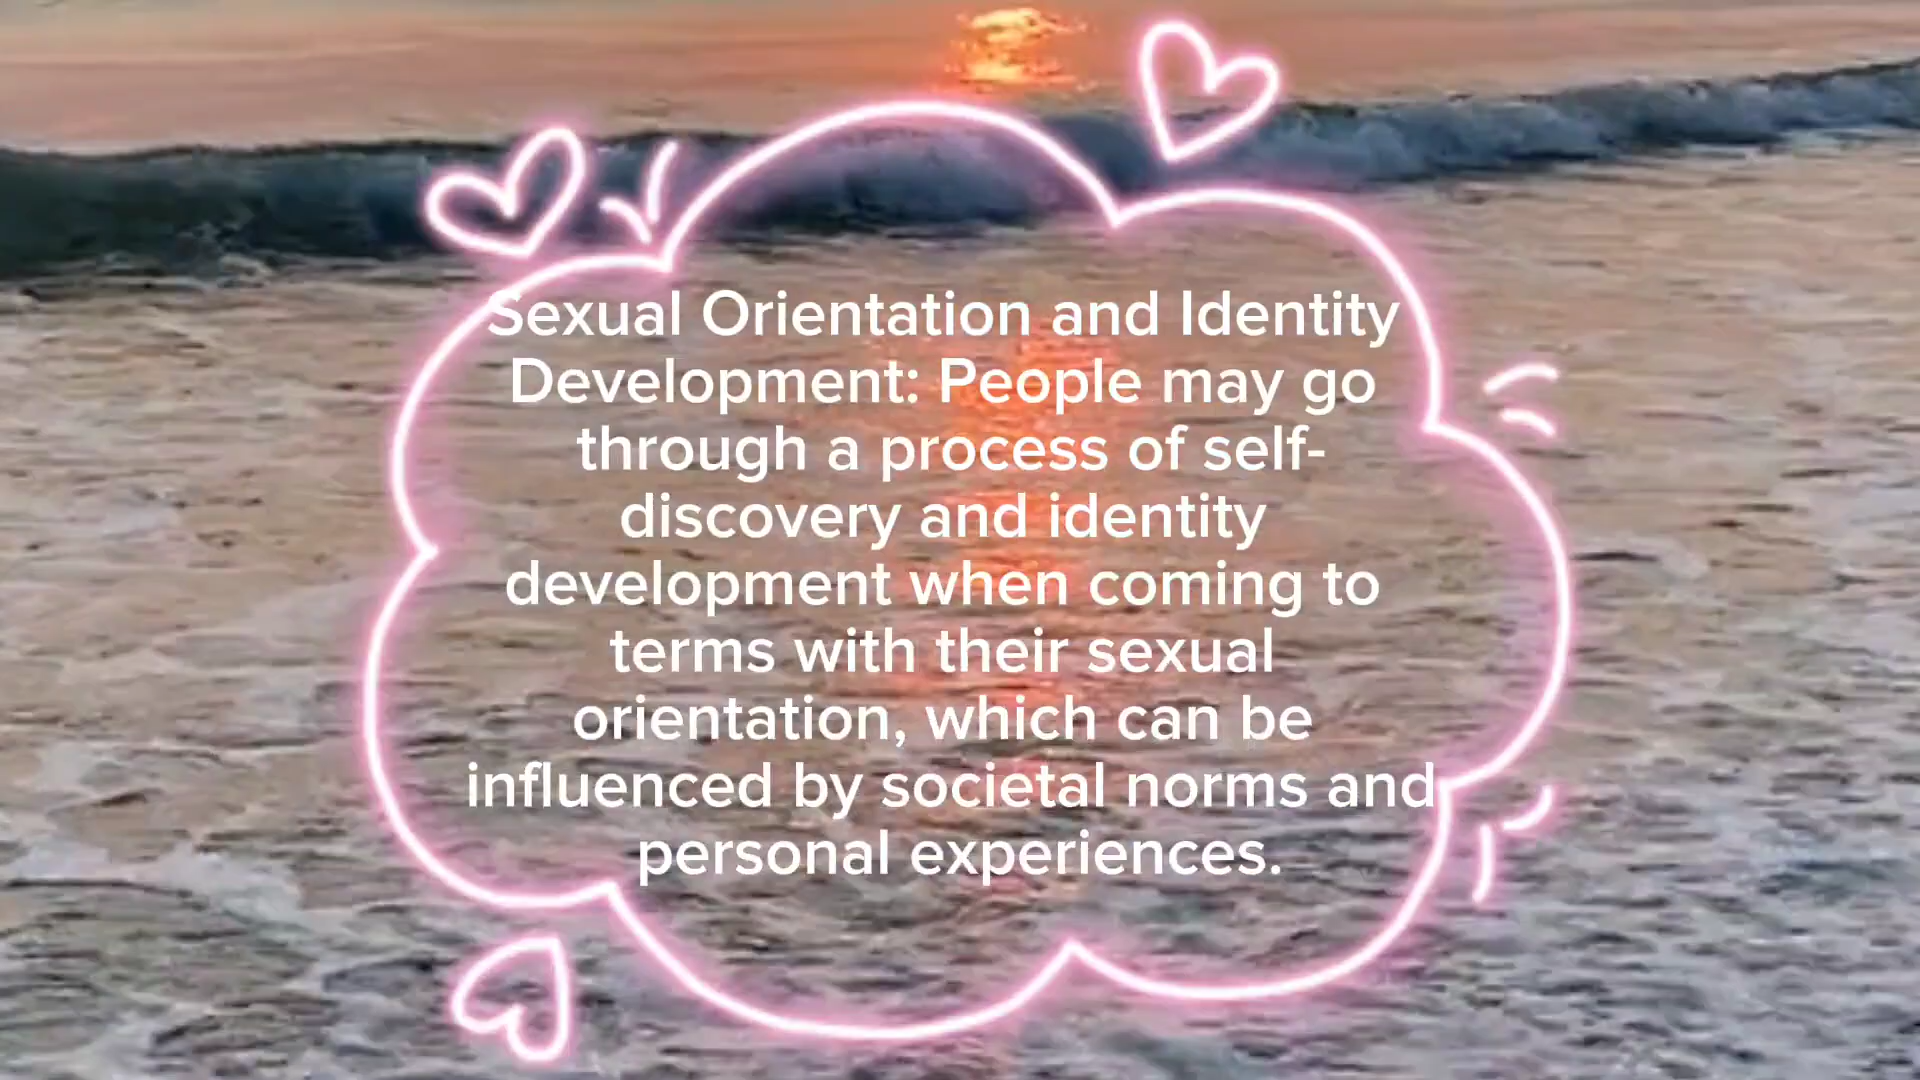 Sexual Orientation and Identity
Development: People may go
through a process of self-
discovery and identity
development when coming to
terms with their sexual
orientation, which can be
influenced by societal norms and
personal experiences.